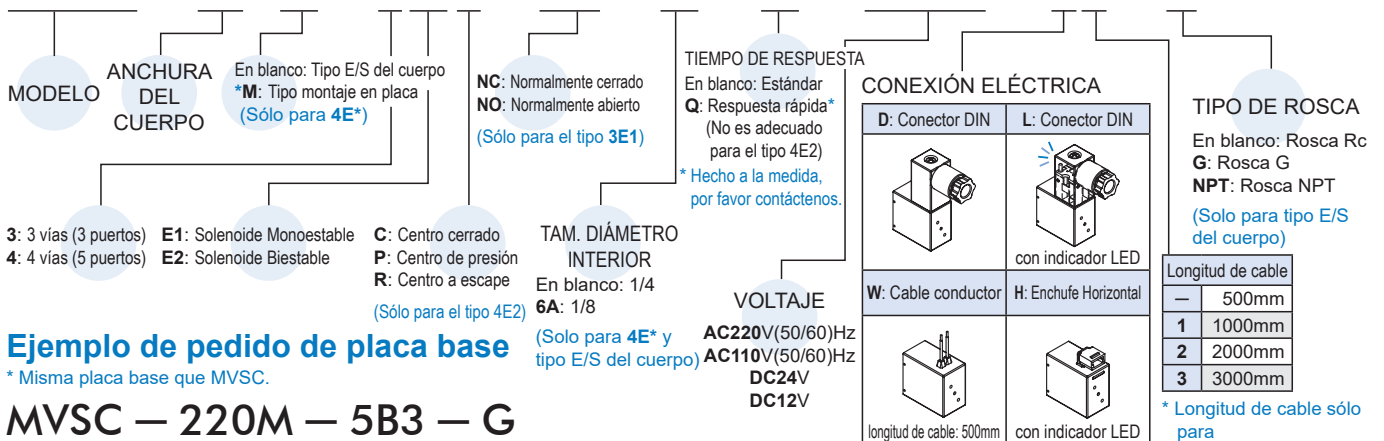 MODELO
ANCHURA
DEL
CUERPO
En blanco: Tipo E/S del cuerpo
*M: Tipo montaje en placa
(Sólo para 4E*)
NC: Normalmente cerrado
NO: Normalmente abierto
(Sólo para el tipo 3E1)
TIEMPO DE RESPUESTA
En blanco: Estándar
Q: Respuesta rápida*
(No es adecuado
para el tipo 4E2)
* Hecho a la medida,
por favor contáctenos.
CONEXIÓN ELÉCTRICA
D: Conector DIN
L: Conector DIN
con indicador LED
W: Cable conductor
H: Enchufe Horizontal
longitud de cable: 500mm
con indicador LED
TIPO DE ROSCA
En blanco: Rosca Rc
G: Rosca G
NPT: Rosca NPT
(Solo para tipo E/S
del cuerpo)
3: 3 vías (3 puertos)
4: 4 vías (5 puertos)
E1: Solenoide Monoestable
E2: Solenoide Biestable
C: Centro cerrado
P: Centro de presión
R: Centro a escape
(Sólo para el tipo 4E2)
TAM. DIÁMETRO
INTERIOR
En blanco: 1/4
6A: 1/8
(Solo para 4E* y
tipo E/S del cuerpo)
VOLTAJE
AC220V(50/60)Hz
AC110V(50/60)Hz
DC24V
DC12V
Longitud de cable
— 500mm
1 1000mm
2 2000mm
3 3000mm
* Longitud de cable sólo
para
Ejemplo de pedido de placa base
* Misma placa base que MVSC.
MVSC — 220M — 5B3 — G